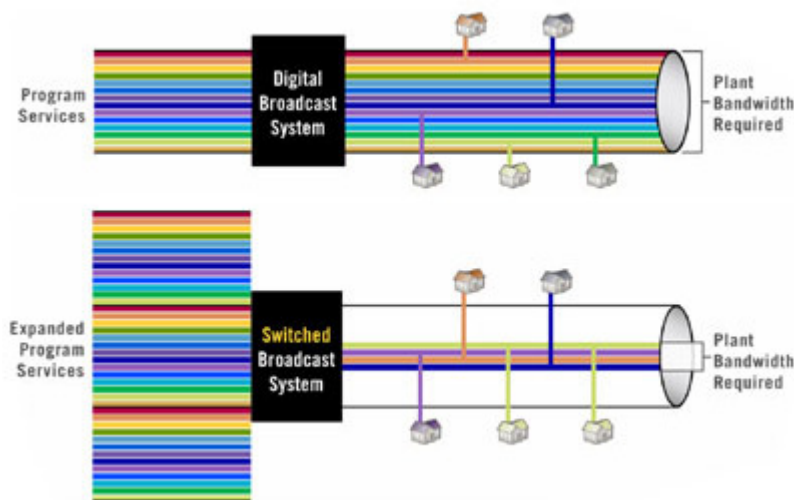 Program
Services
Digital
Broadcast
System
Plant
Bandwidth
Required
Expanded
Program
Services
Switched
Broadcast
System
Plant
Bandwidth
Required